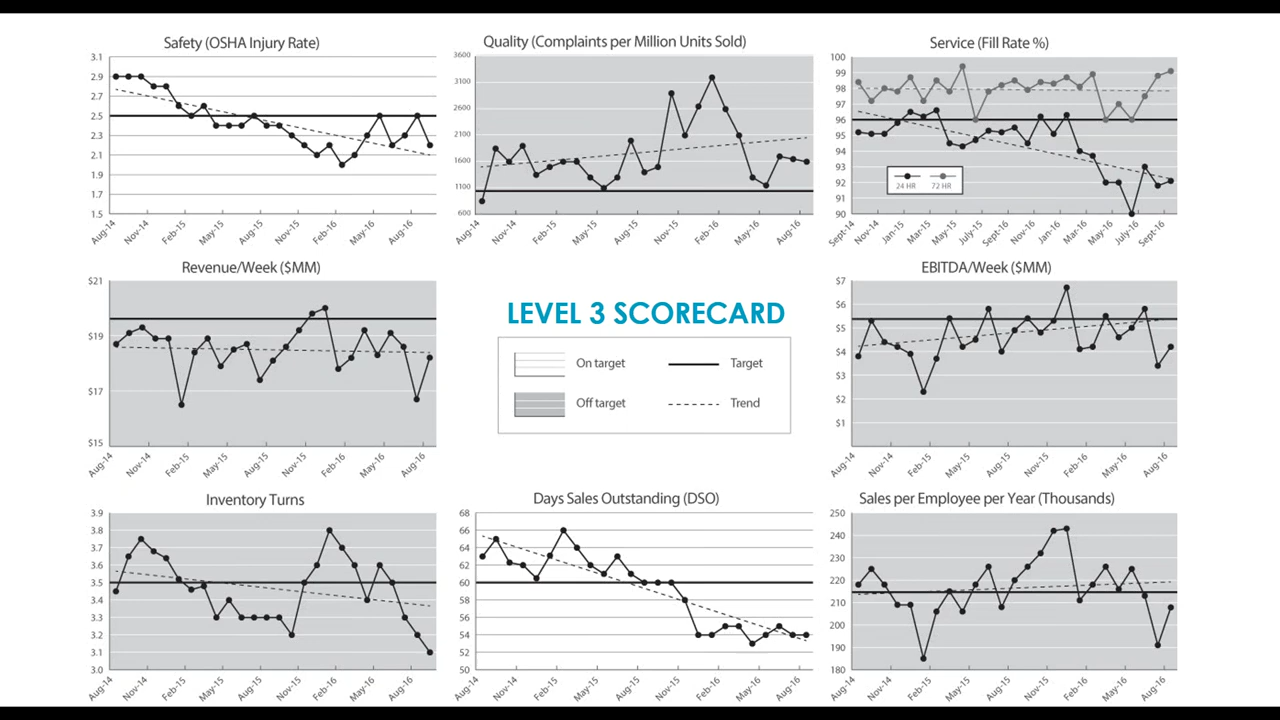 Safety (OSHA Injury Rate)
3.1
2.9
2.7
2.5
2.3
2.1
1.9
1.7
1.5
Aug-14
Nov-14
Feb-15
May-15
Aug-15
Nov-15
Feb-16
May-16
Aug-16
Quality (Complaints per Million Units Sold)
3600
3100
2600
2100
1600
1100
600
Aug-14
Nov-14
Feb-15
May-15
Aug-15
Nov-15
Feb-16
May-16
Aug-16
Service (Fill Rate %)
100
99
98
97
96
95
94
93
92
91
90
24 HR
72 HR
Sept-14
Nov-14
Jan-15
Mar-15
May-15
July-15
Sept-16
Nov-16
Jan-16
Mar-16
May-16
July-16
Sept-16
Revenue/Week ($MM)
$21
$19
$17
$15
Aug-14
Nov-14
Feb-15
May-15
Aug-15
Nov-15
Feb-16
May-16
Aug-16
LEVEL 3 SCORECARD
On target
Target
Off target
Trend
EBITDA/Week ($MM)
$7
$6
$5
$4
$3
$2
$1
Aug-14
Nov-14
Feb-15
May-15
Aug-15
Nov-15
Feb-16
May-16
Aug-16
Inventory Turns
3.9
3.8
3.7
3.6
3.5
3.4
3.3
3.2
3.1
3.0
Aug-14
Nov-14
Feb-15
May-15
Aug-15
Nov-15
Feb-16
May-16
Aug-16
Days Sales Outstanding (DSO)
68
66
64
62
60
58
56
54
52
50
Aug-14
Nov-14
Feb-15
May-15
Aug-15
Nov-15
Feb-16
May-16
Aug-16
Sales per Employee per Year (Thousands)
250
240
230
220
210
200
190
180
Aug-14
Nov-14
Feb-15
May-15
Aug-15
Nov-15
Feb-16
May-16
Aug-16